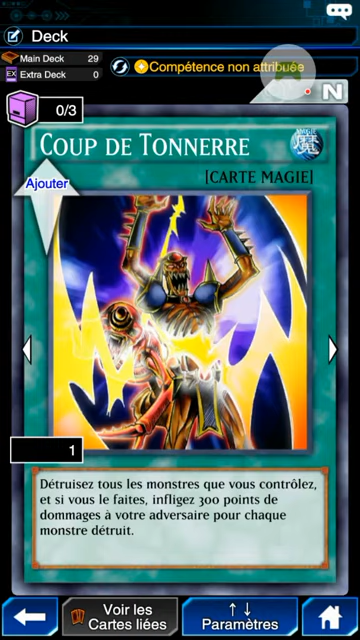 Deck
Main Deck 29
EX Extra Deck 0
Compétence non attribuée
N
0/3
Coup de Tonnerre
MAGIE
魔
Ajouter
[CARTE MAGIE]
1
Détruisez tous les monstres que vous contrôlez,
et si vous le faites, infligez 300 points de
dommages à votre adversaire pour chaque
monstre détruit.
Voir les
Cartes liées
↑↓
Paramètres